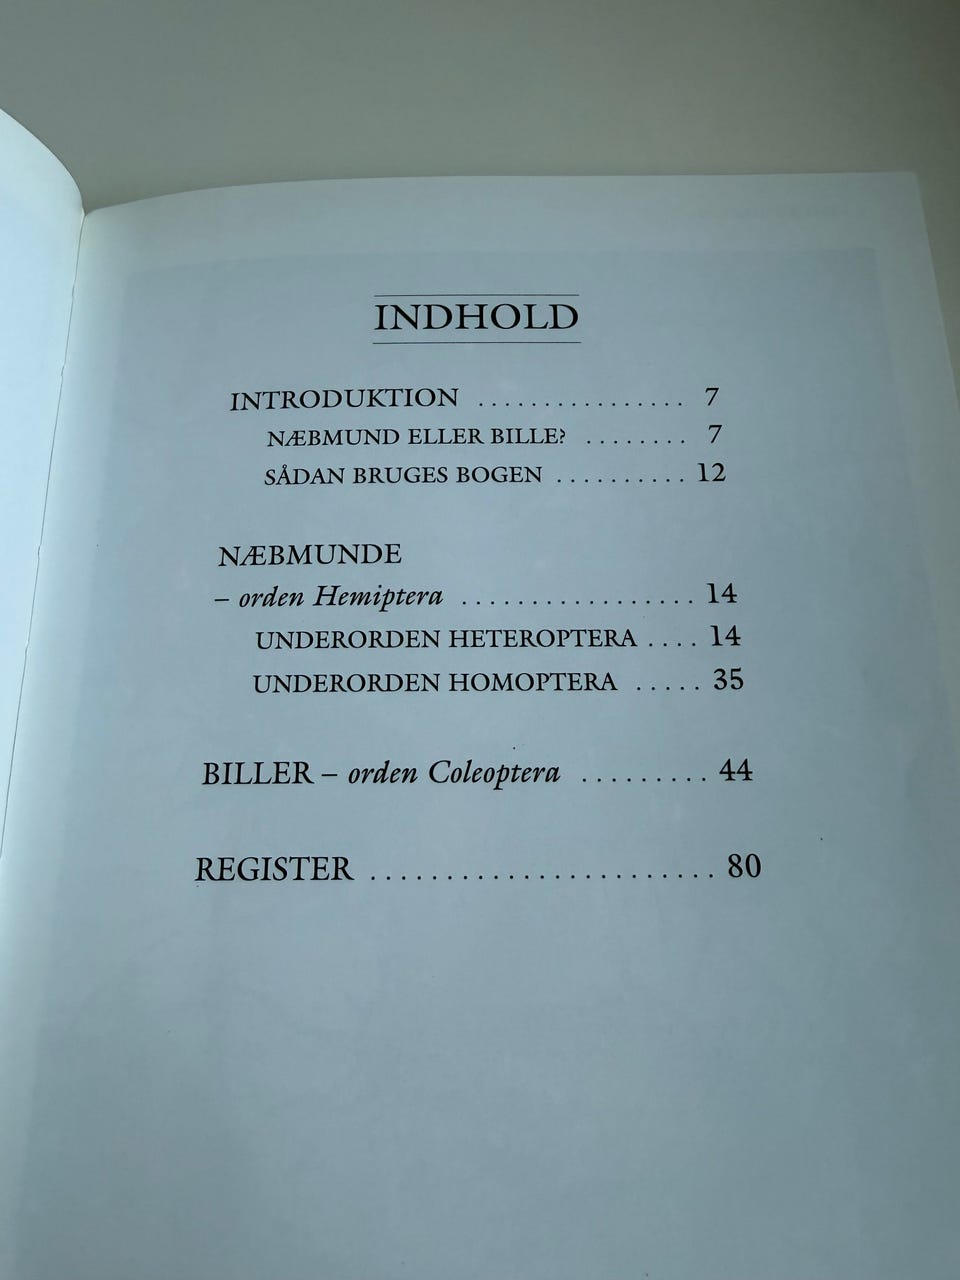 INDHOLD
INTRODUKTION ................ 7
NÆBMUND ELLER BILLE? ........ 7
SÅDAN BRUGES BOGEN .......... 12
NÆBMUNDE
– orden Hemiptera ................. 14
UNDERORDEN HETEROPTERA .... 14
UNDERORDEN HOMOPTERA ..... 35
BILLER – orden Coleoptera ......... 44
REGISTER ........................ 80